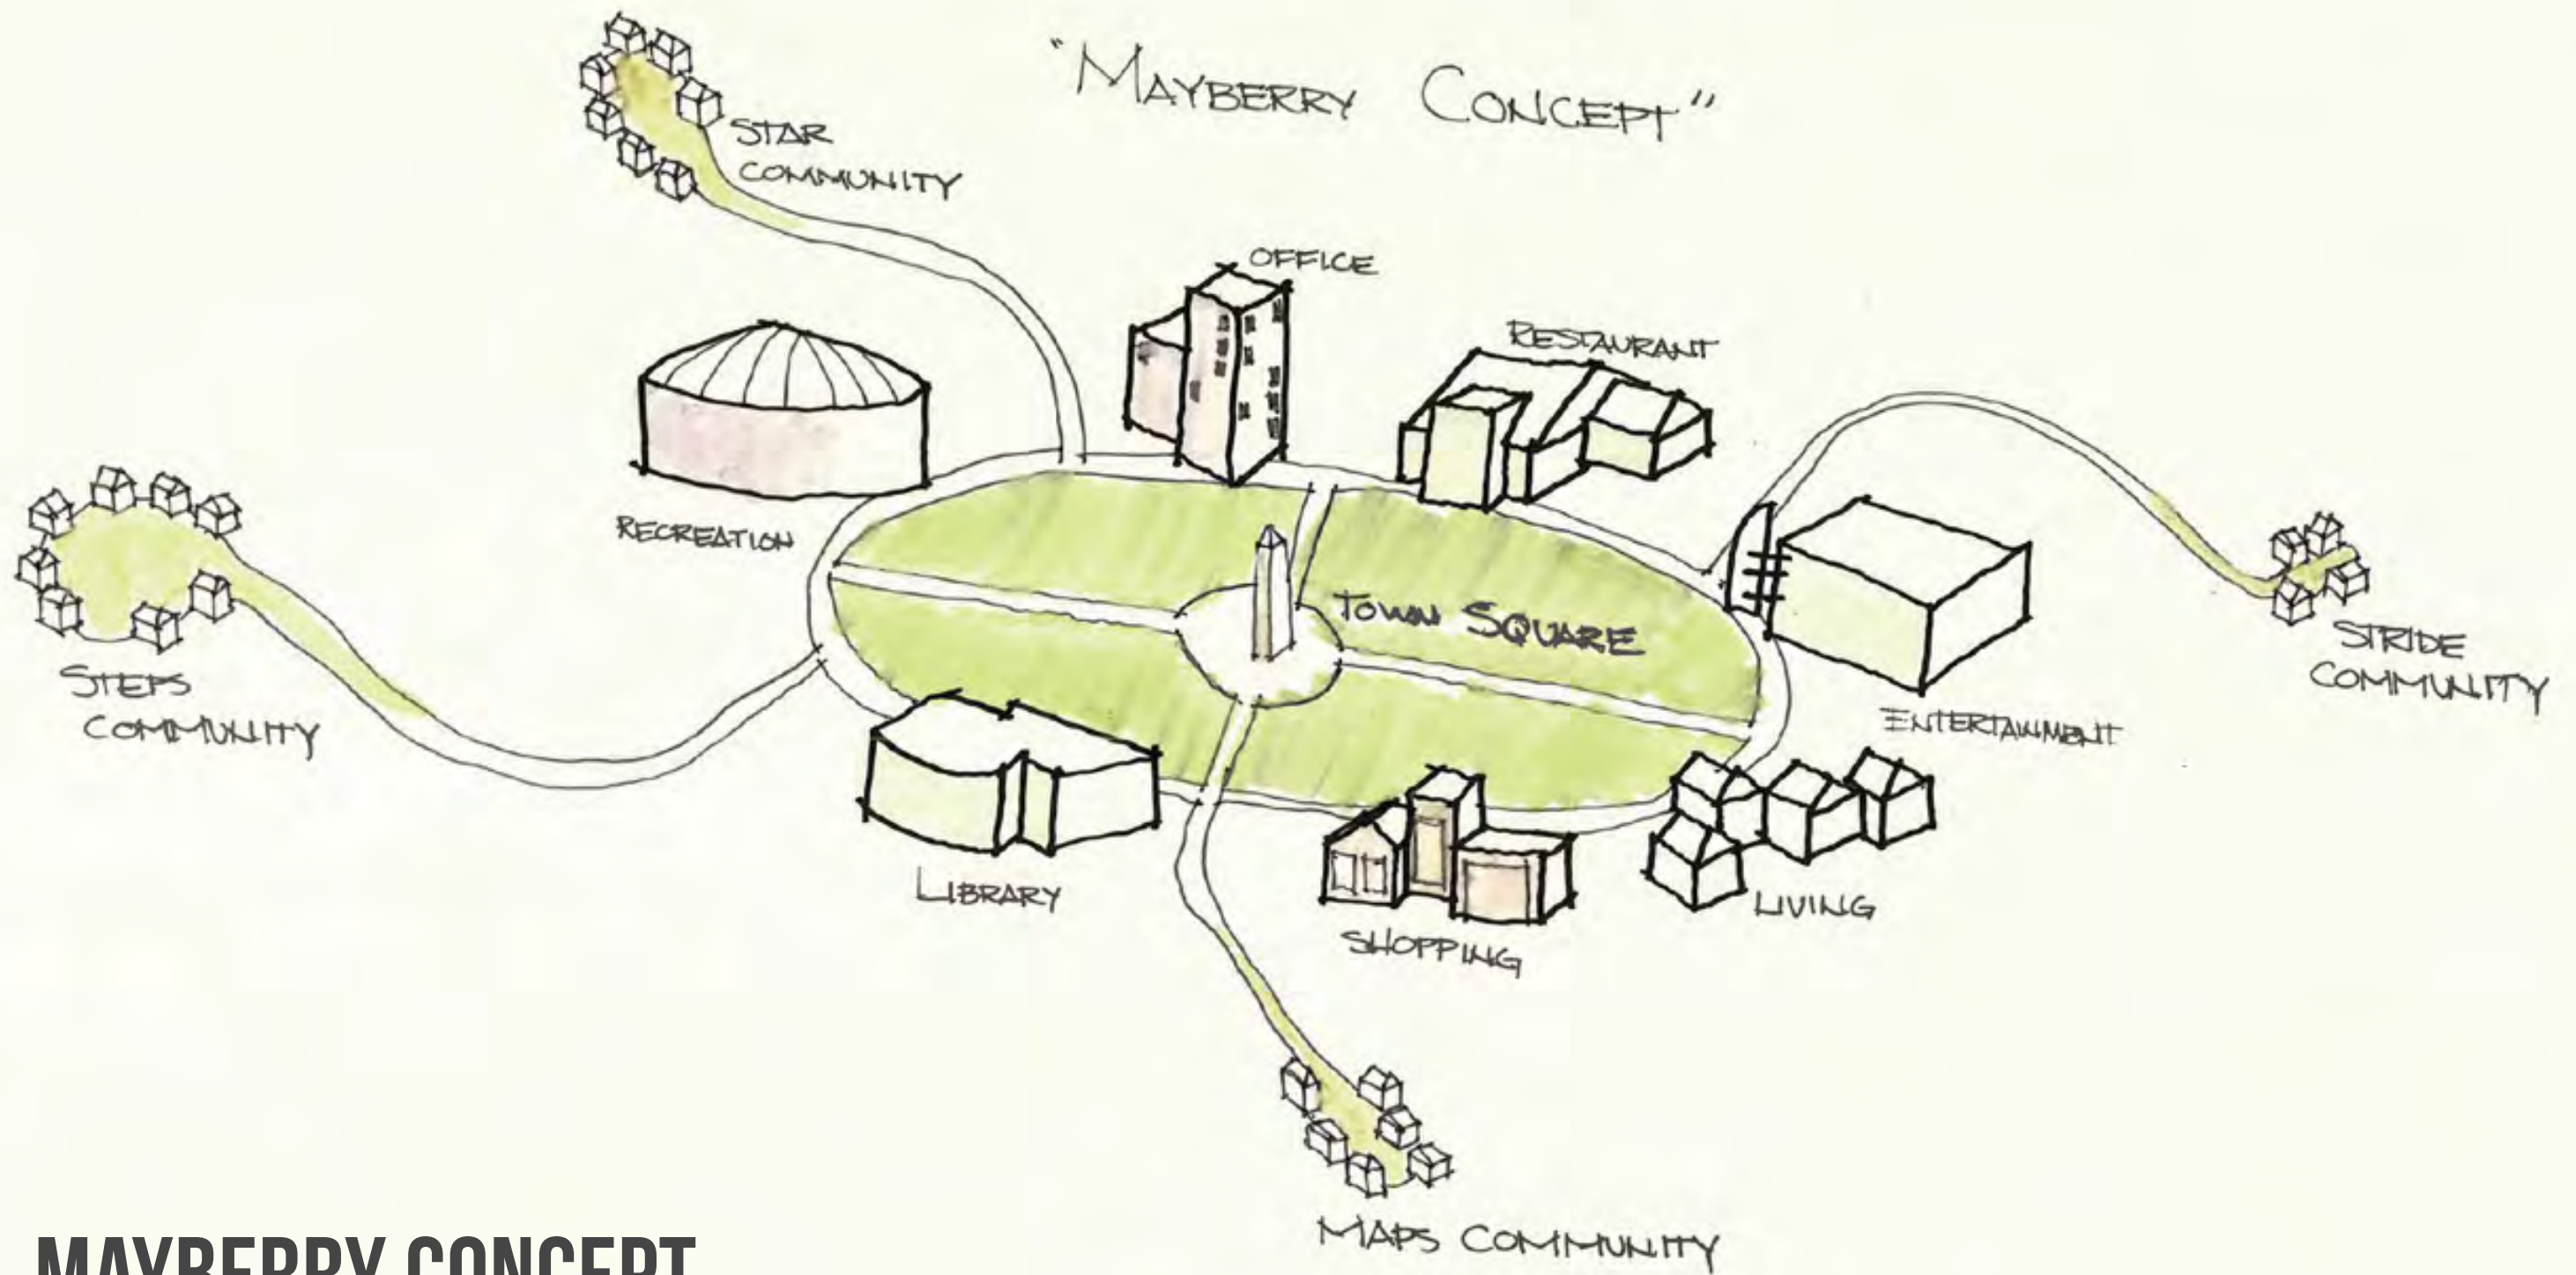 "MAYBERRY CONCEPT"
STAR
COMMUNITY
OFFICE
RESTAURANT
RECREATION
TOWN SQUARE
STRIDE
COMMUNITY
STEPS
COMMUNITY
ENTERTAINMENT
LIBRARY
LIVING
SHOPPING
MAPS COMMUNITY
MAYBERRY CONCEPT